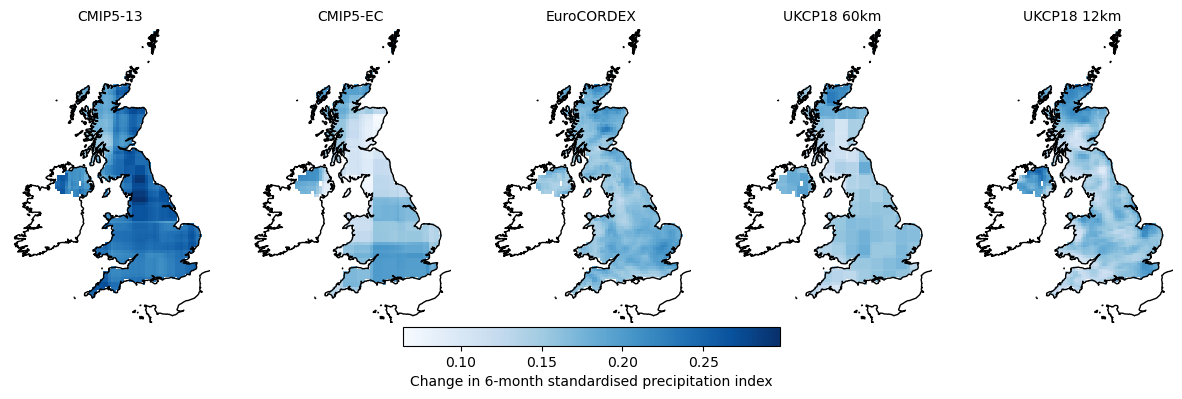 CMIP5-13
CMIP5-EC
EuroCORDEX
UKCP18 60km
UKCP18 12km
0.10
0.15
0.20
0.25
Change in 6-month standardised precipitation index